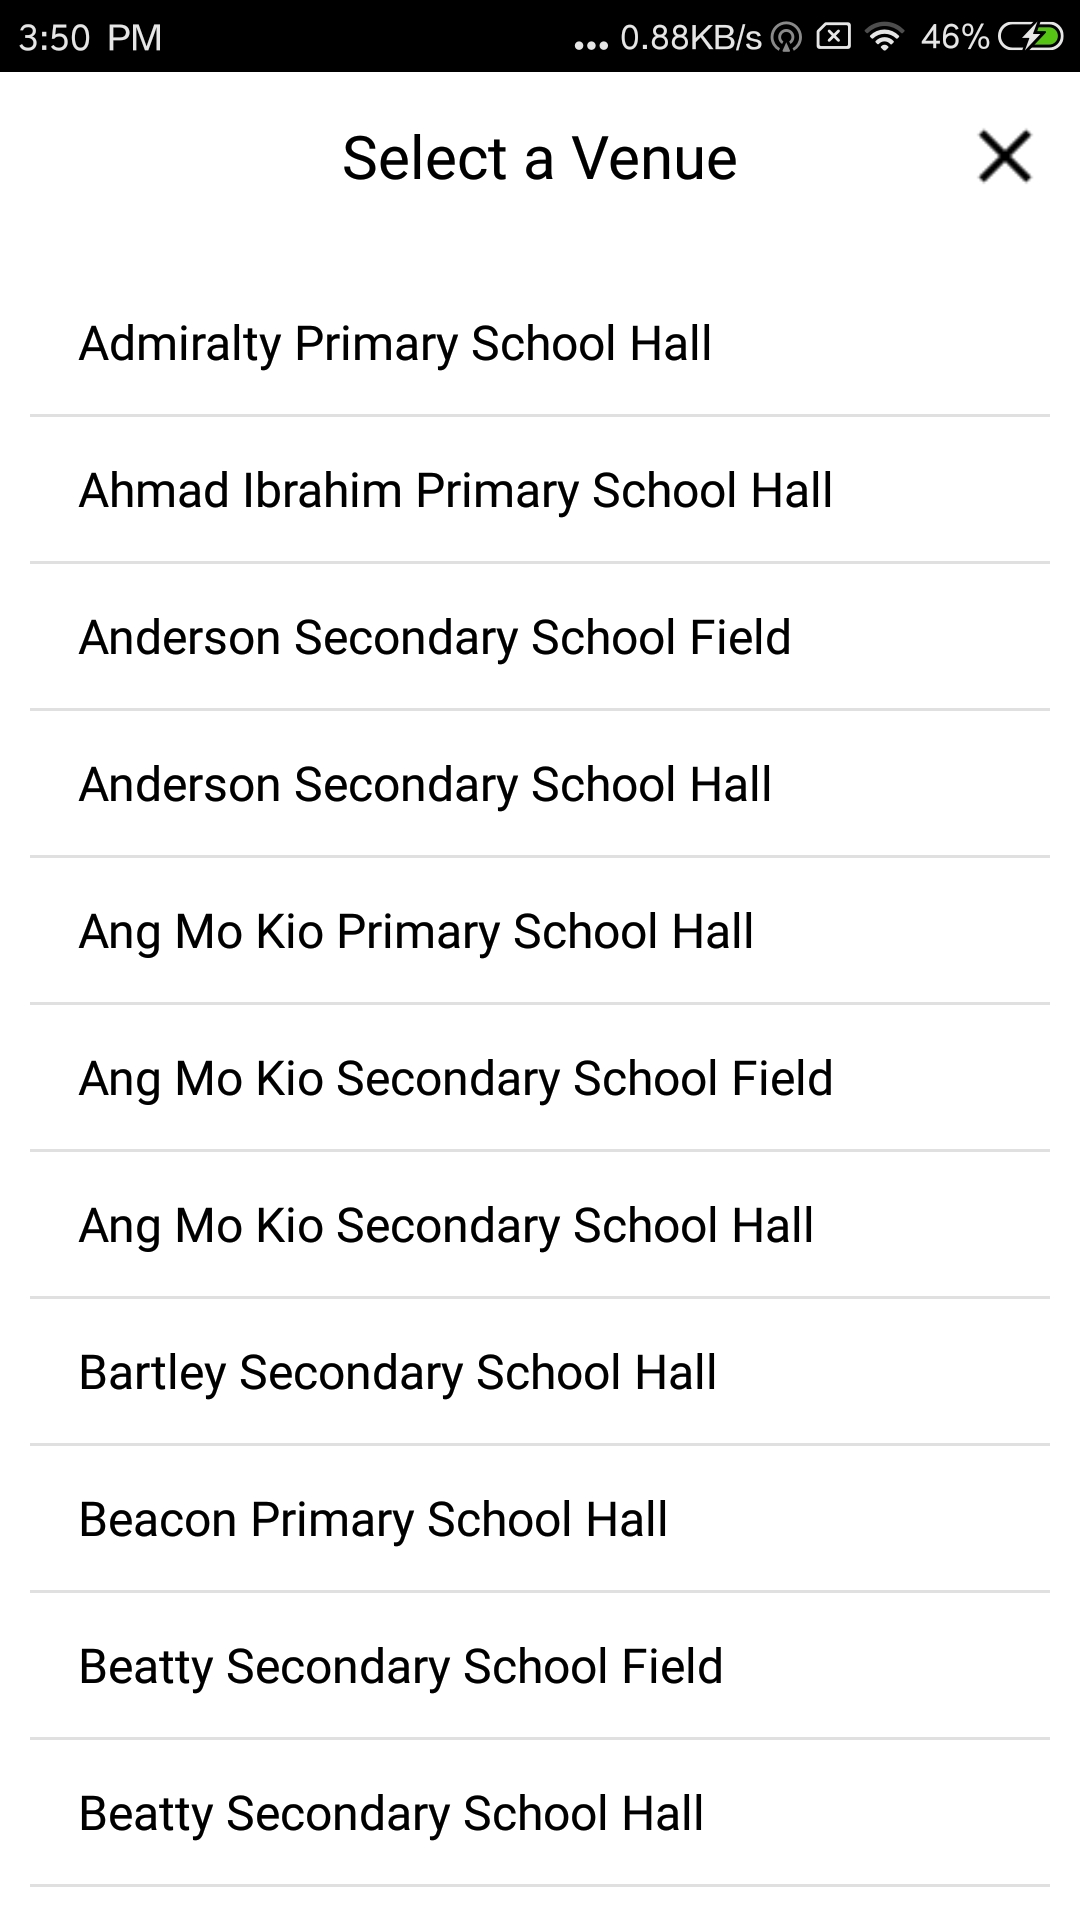 3:50 PM ... 0.88KB/s 46%
Select a Venue
Admiralty Primary School Hall
Ahmad Ibrahim Primary School Hall
Anderson Secondary School Field
Anderson Secondary School Hall
Ang Mo Kio Primary School Hall
Ang Mo Kio Secondary School Field
Ang Mo Kio Secondary School Hall
Bartley Secondary School Hall
Beacon Primary School Hall
Beatty Secondary School Field
Beatty Secondary School Hall